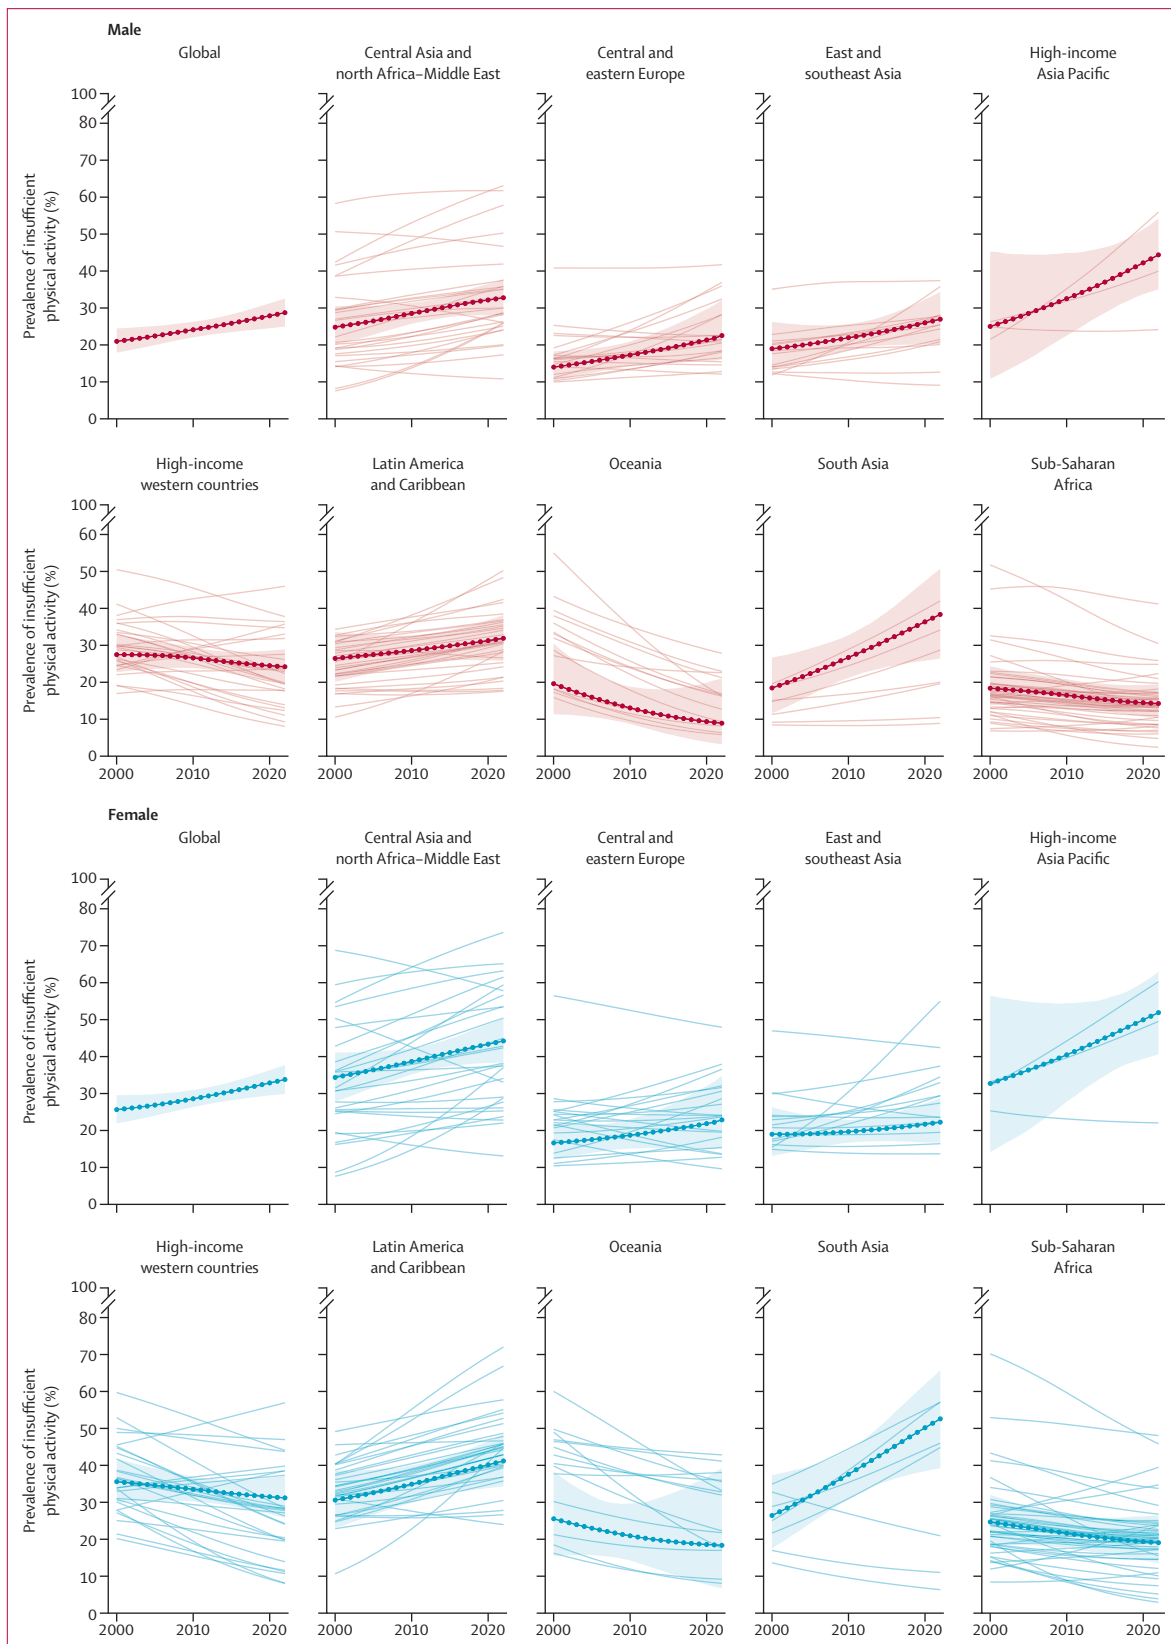 Male
Global
Central Asia and
north Africa–Middle East
Central and
eastern Europe
East and
southeast Asia
High-income
Asia Pacific
Prevalence of insufficient
physical activity (%)
100
80
70
60
50
40
30
20
10
0
High-income
western countries
Latin America
and Caribbean
Oceania
South Asia
Sub-Saharan
Africa
Prevalence of insufficient
physical activity (%)
100
60
50
40
30
20
10
0
2000 2010 2020
2000 2010 2020
2000 2010 2020
2000 2010 2020
2000 2010 2020
Female
Global
Central Asia and
north Africa–Middle East
Central and
eastern Europe
East and
southeast Asia
High-income
Asia Pacific
Prevalence of insufficient
physical activity (%)
100
80
70
60
50
40
30
20
10
0
High-income
western countries
Latin America
and Caribbean
Oceania
South Asia
Sub-Saharan
Africa
Prevalence of insufficient
physical activity (%)
100
80
70
60
50
40
30
20
10
0
2000 2010 2020
2000 2010 2020
2000 2010 2020
2000 2010 2020
2000 2010 2020